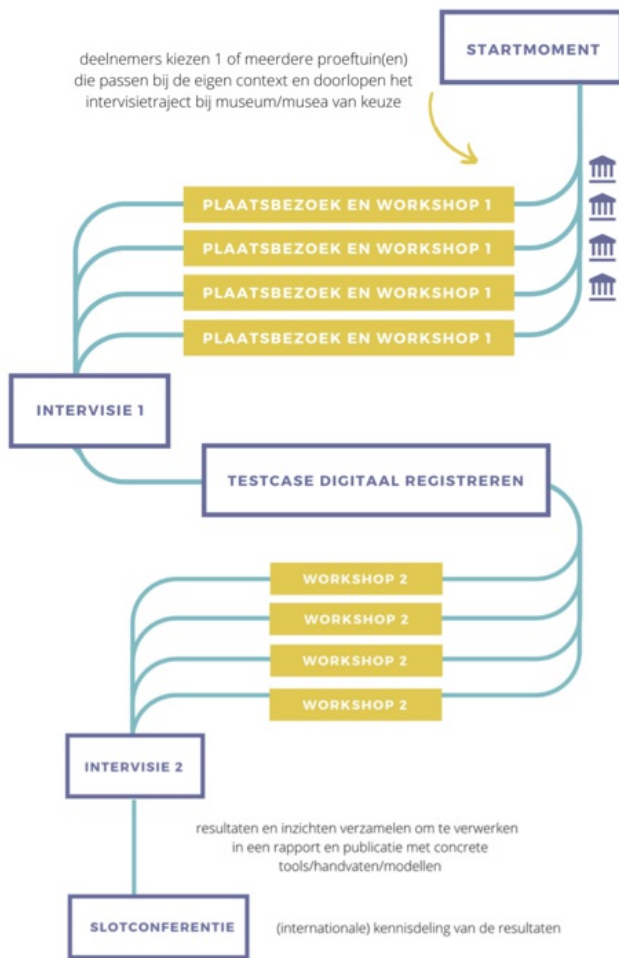 STARTMOMENT
deelnemers kiezen 1 of meerdere proeftuin(en)
die passen bij de eigen context en doorlopen het
intervisietraject bij museum/musea van keuze
PLAATSBEZOEK EN WORKSHOP 1
PLAATSBEZOEK EN WORKSHOP 1
PLAATSBEZOEK EN WORKSHOP 1
PLAATSBEZOEK EN WORKSHOP 1
INTERVISIE 1
TESTCASE DIGITAAL REGISTREREN
WORKSHOP 2
WORKSHOP 2
WORKSHOP 2
WORKSHOP 2
INTERVISIE 2
resultaten en inzichten verzamelen om te verwerken
in een rapport en publicatie met concrete
tools/handvaten/modellen
SLOTCONFERENTIE
(internationale) kennisdeling van de resultaten